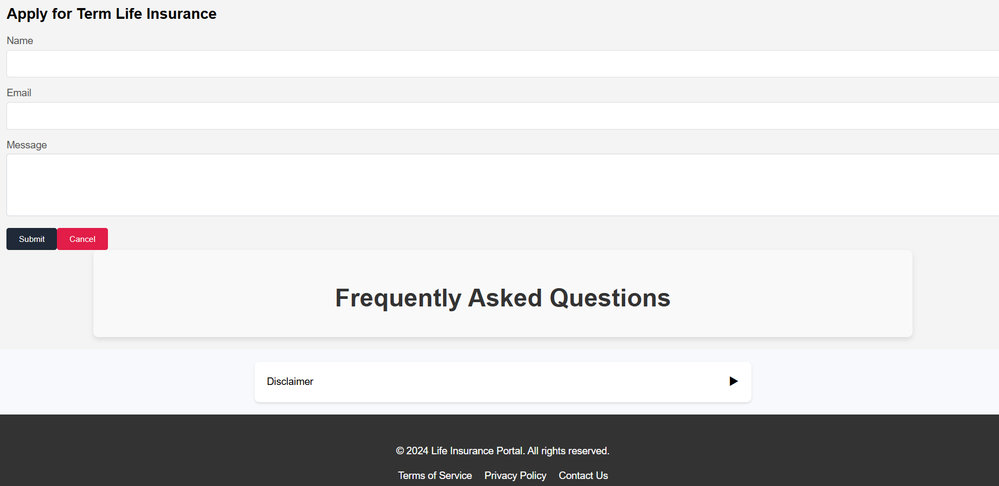 Apply for Term Life Insurance
Name
Email
Message
Submit Cancel
Frequently Asked Questions
Disclaimer
© 2024 Life Insurance Portal. All rights reserved.
Terms of Service Privacy Policy Contact Us